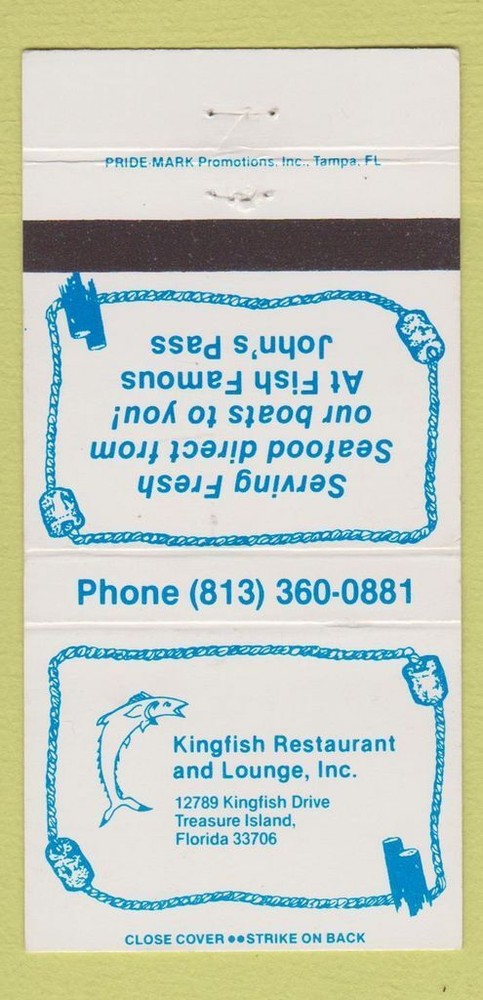 PRIDE-MARK Promotions, Inc., Tampa, FL
Serving Fresh
Seafood direct from
our boats to you!
At Fish Famous
John's Pass
Phone (813) 360-0881
Kingfish Restaurant
and Lounge, Inc.
12789 Kingfish Drive
Treasure Island,
Florida 33706
CLOSE COVER ●● STRIKE ON BACK